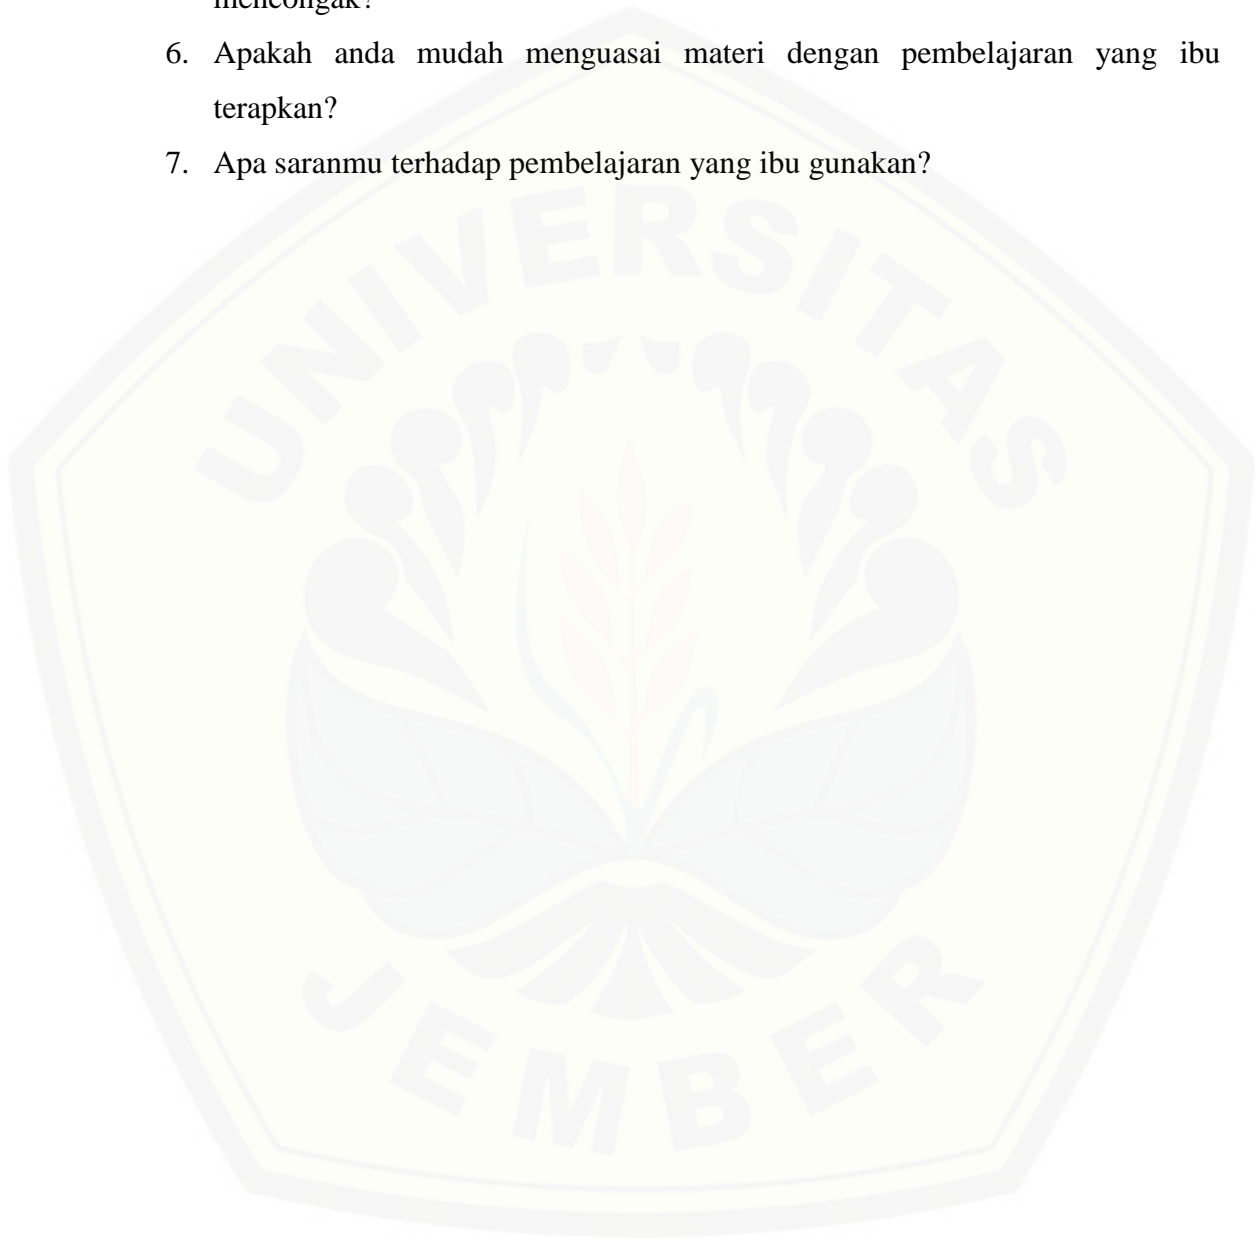 mencongak?
6. Apakah anda mudah menguasai materi dengan pembelajaran yang ibu
terapkan?
7. Apa saranmu terhadap pembelajaran yang ibu gunakan?
UNIVERSITAS
JEMBER